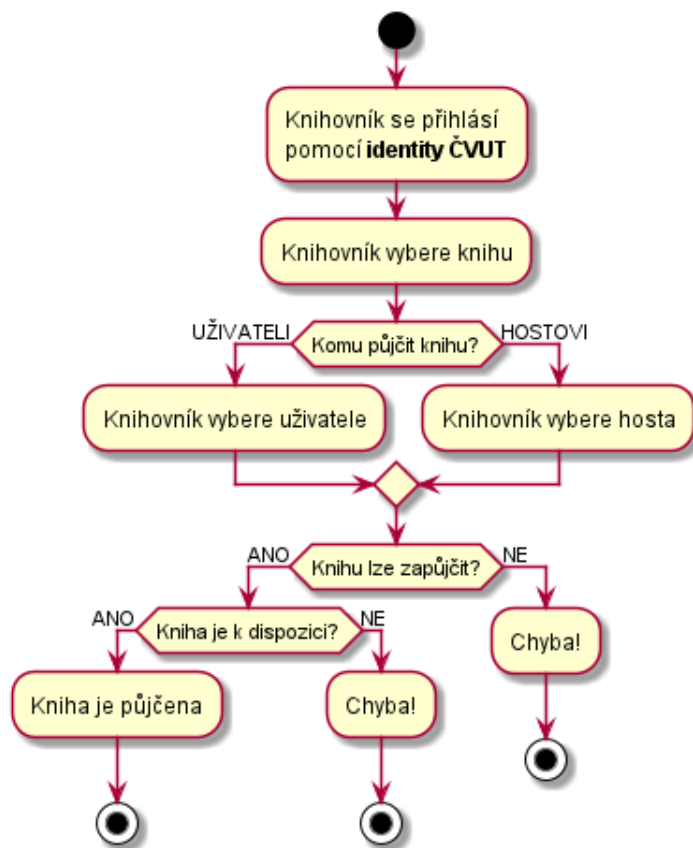 Knihovník se přihlásí
pomocí identity ČVUT
Knihovník vybere knihu
UŽIVATELI
Komu půjčit knihu?
HOSTOVI
Knihovník vybere uživatele
Knihovník vybere hosta
ANO
Knihu lze zapůjčit?
NE
ANO
Kniha je k dispozici?
NE
Chyba!
Kniha je půjčena
Chyba!